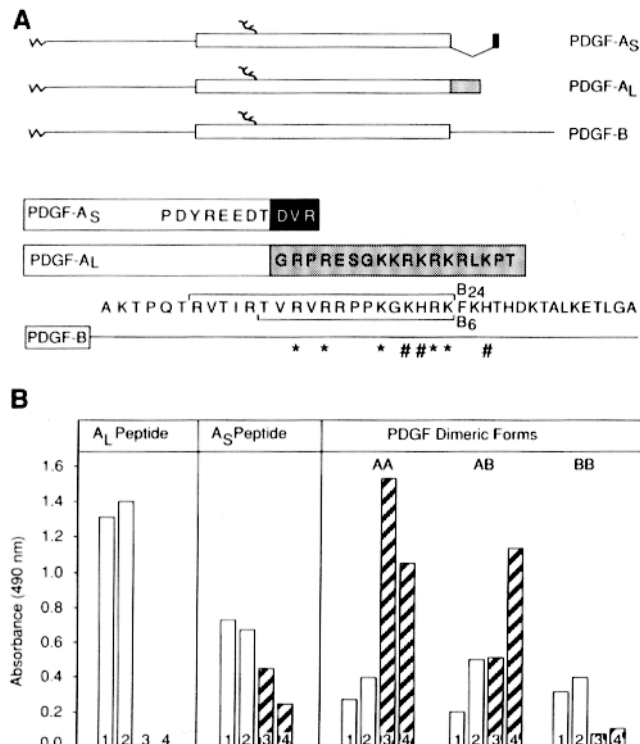 A
PDGF-AS
PDGF-AL
PDGF-B
PDGF-AS PDYREEDTDVR
PDGF-AL GRPRESGKKRKRKRLKPT
B24
AKTPQTRVTIRTVRVRRPPKGKHRKFKHTHDKTALKETLGA
B6
PDGF-B
* * * # # * * #
B
AL Peptide AS Peptide PDGF Dimeric Forms
AA AB BB
1.6
1.4
1.2
1.0
0.8
0.6
0.4
0.2
0.0
Absorbance (490 nm)
1 2 3 4 1 2 3 4 1 2 3 4 1 2 3 4 1 2 3 4